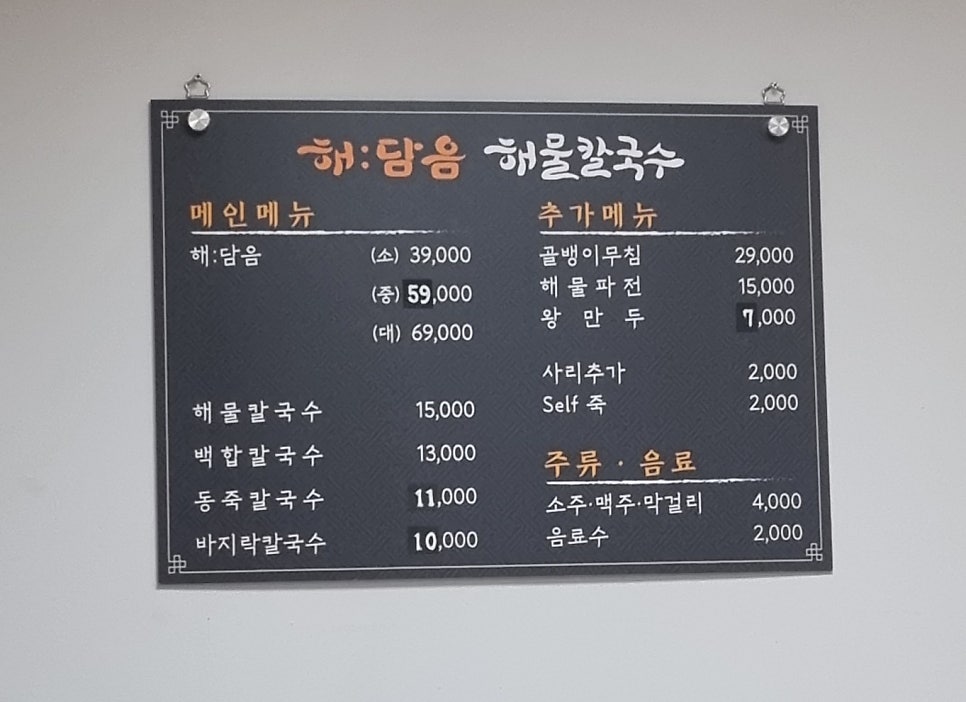 해:담음 해물칼국수
메인메뉴
해:담음 (소) 39,000
(중) 59,000
(대) 69,000
해물칼국수 15,000
백합칼국수 13,000
동죽칼국수 11,000
바지락칼국수 10,000
추가메뉴
골뱅이무침 29,000
해물파전 15,000
왕만두 7,000
사리추가 2,000
Self 죽 2,000
주류·음료
소주·맥주·막걸리 4,000
음료수 2,000